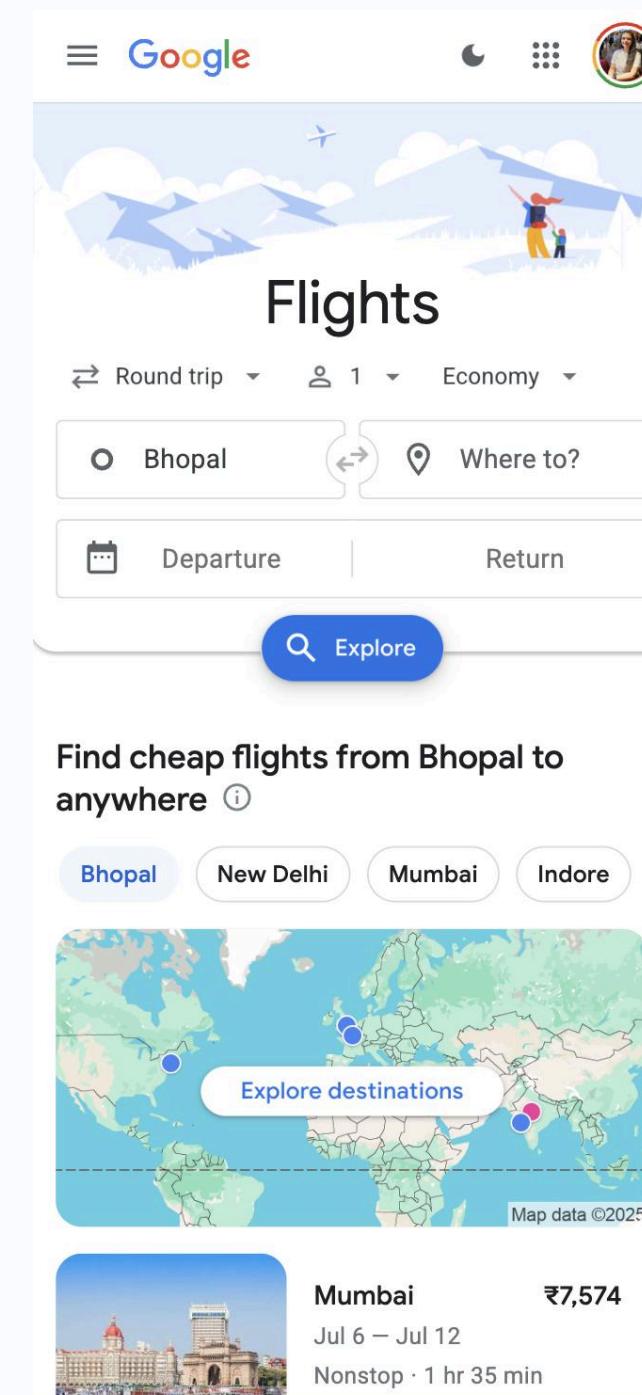 Google
Flights
Round trip 1 Economy
Bhopal Where to?
Departure Return
Explore
Find cheap flights from Bhopal to
anywhere
Bhopal New Delhi Mumbai Indore
Explore destinations
Map data ©2025
Mumbai ₹7,574
Jul 6 — Jul 12
Nonstop · 1 hr 35 min